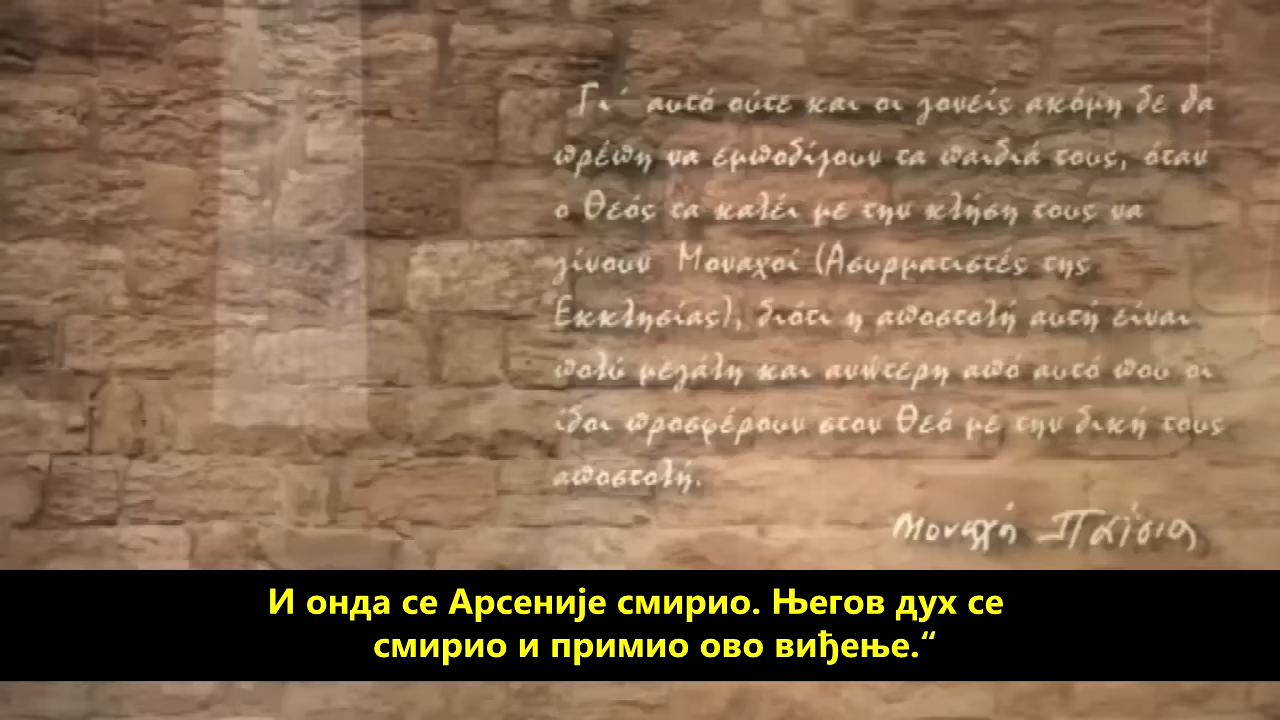 Γι' αυτό ούτε και οι γονείς ακόμη δε θα
πρέπη να εμποδίζουν τα παιδιά τους, όταν
ο Θεός τα καλέι με την κλήση τους να
γίνουν Μοναχοί (Ασυρματιστές της
Εκκλησίας), διότι η αποστολή αυτή είναι
πολύ μεγάλη και ανώτερη από αυτό που οι
ίδοι προσφέρουν στον Θεό με την δική τους
αποστολή.
Μοναχή Παΐσιο
И онда се Арсеније смирио. Његов дух се
смирио и примио ово виђење.“